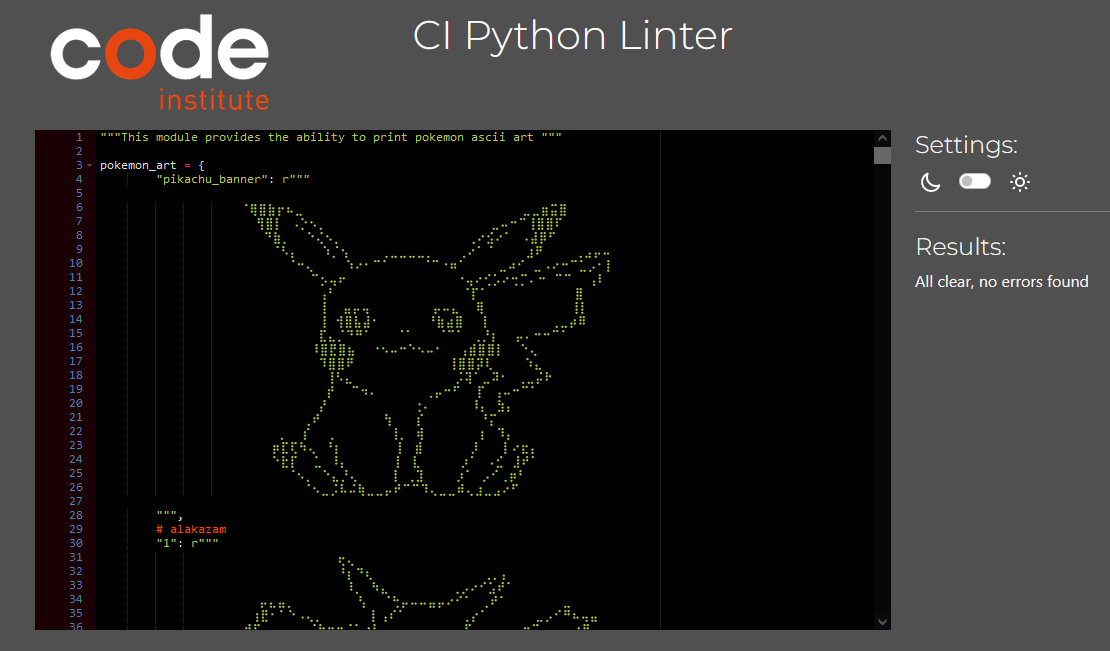 code
institute
CI Python Linter
1 """This module provides the ability to print pokemon ascii art """
2
3 pokemon_art = {
4 "pikachu_banner": r"""
5
6
7
8
9
10
11
12
13
14
15
16
17
18
19
20
21
22
23
24
25
26
27
28 """,
29 # alakazam
30 "1": r"""
31
32
33
34
35
36
Settings:
Results:
All clear, no errors found